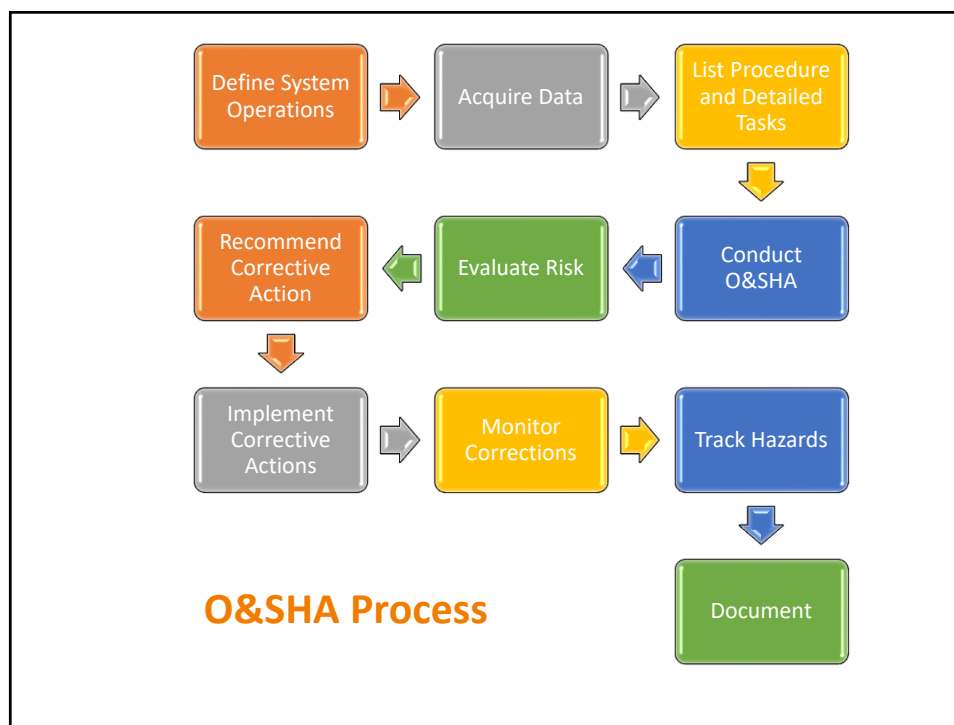 Define System
Operations
Acquire Data
List Procedure
and Detailed
Tasks
Conduct
O&SHA
Evaluate Risk
Recommend
Corrective
Action
Implement
Corrective
Actions
Monitor
Corrections
Track Hazards
Document
O&SHA Process